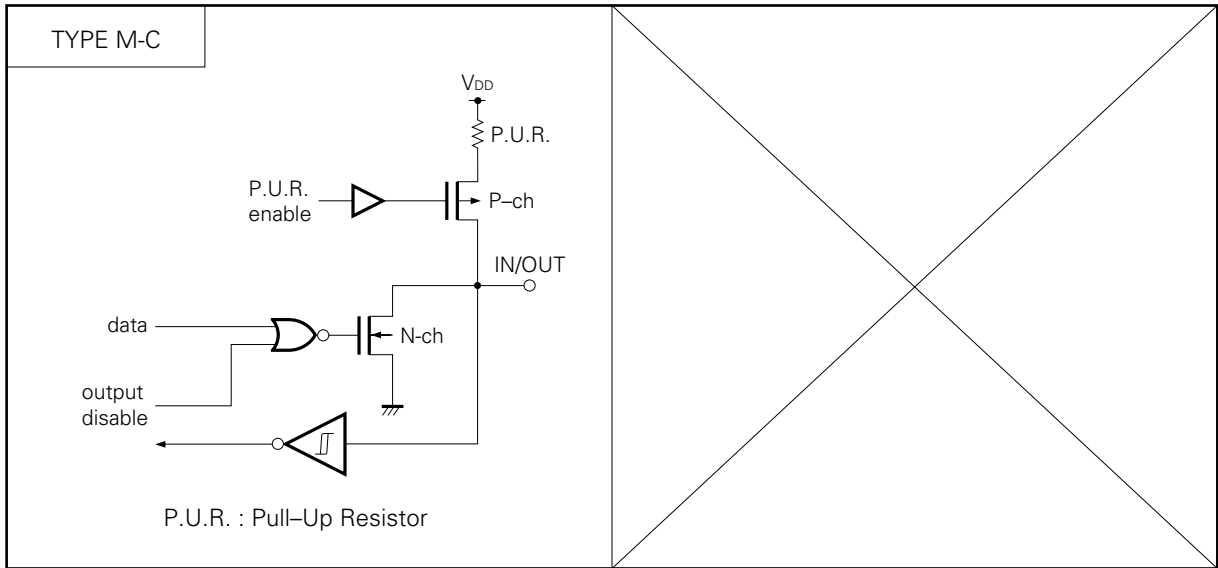 TYPE M-C
VDD
P.U.R.
P.U.R.
enable
P–ch
IN/OUT
data
N-ch
output
disable
P.U.R. : Pull–Up Resistor